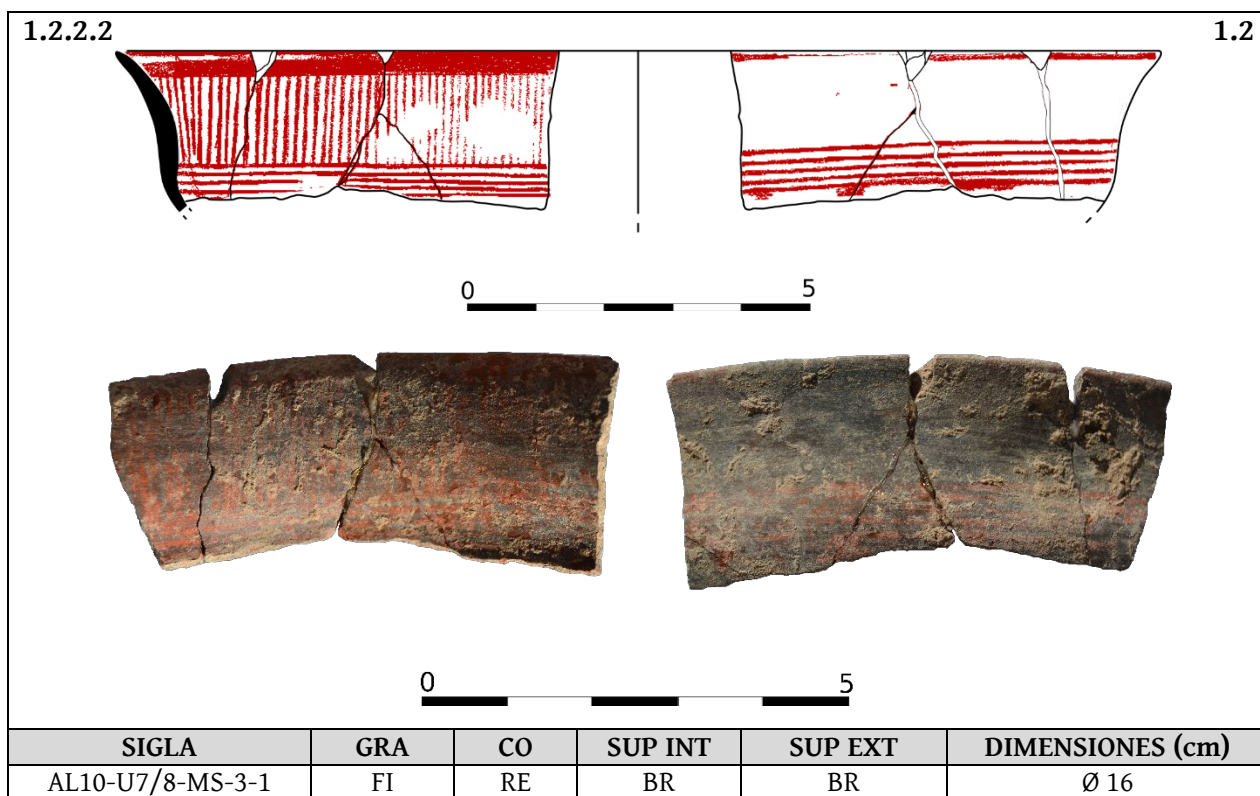 1.2.2.2 1.2
0 5
0 5
SIGLA GRA CO SUP INT SUP EXT DIMENSIONES (cm)
AL10-U7/8-MS-3-1 FI RE BR BR Ø 16